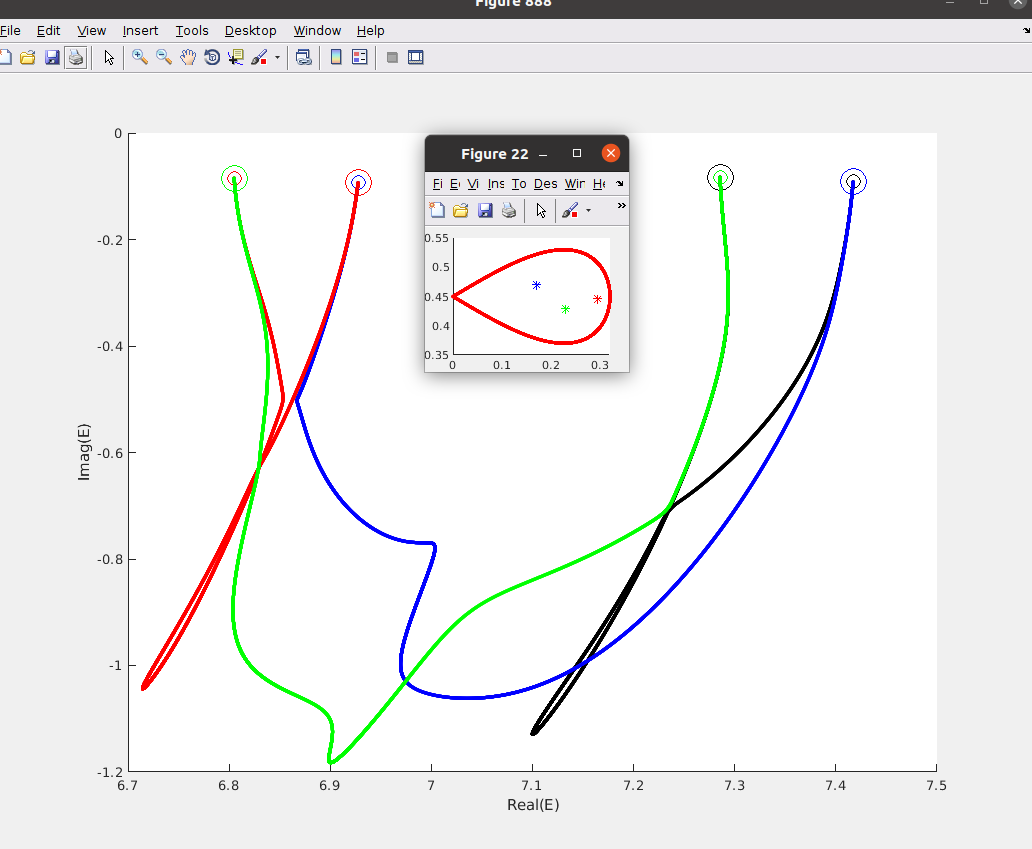 Figure 888
File Edit View Insert Tools Desktop Window Help
0
-0.2
-0.4
-0.6
-0.8
-1
-1.2
Imag(E)
6.7 6.8 6.9 7 7.1 7.2 7.3 7.4 7.5
Real(E)
Figure 22
Fi Vi Ins To Des Wir
0.55
0.5
0.45
0.4
0.35
0 0.1 0.2 0.3